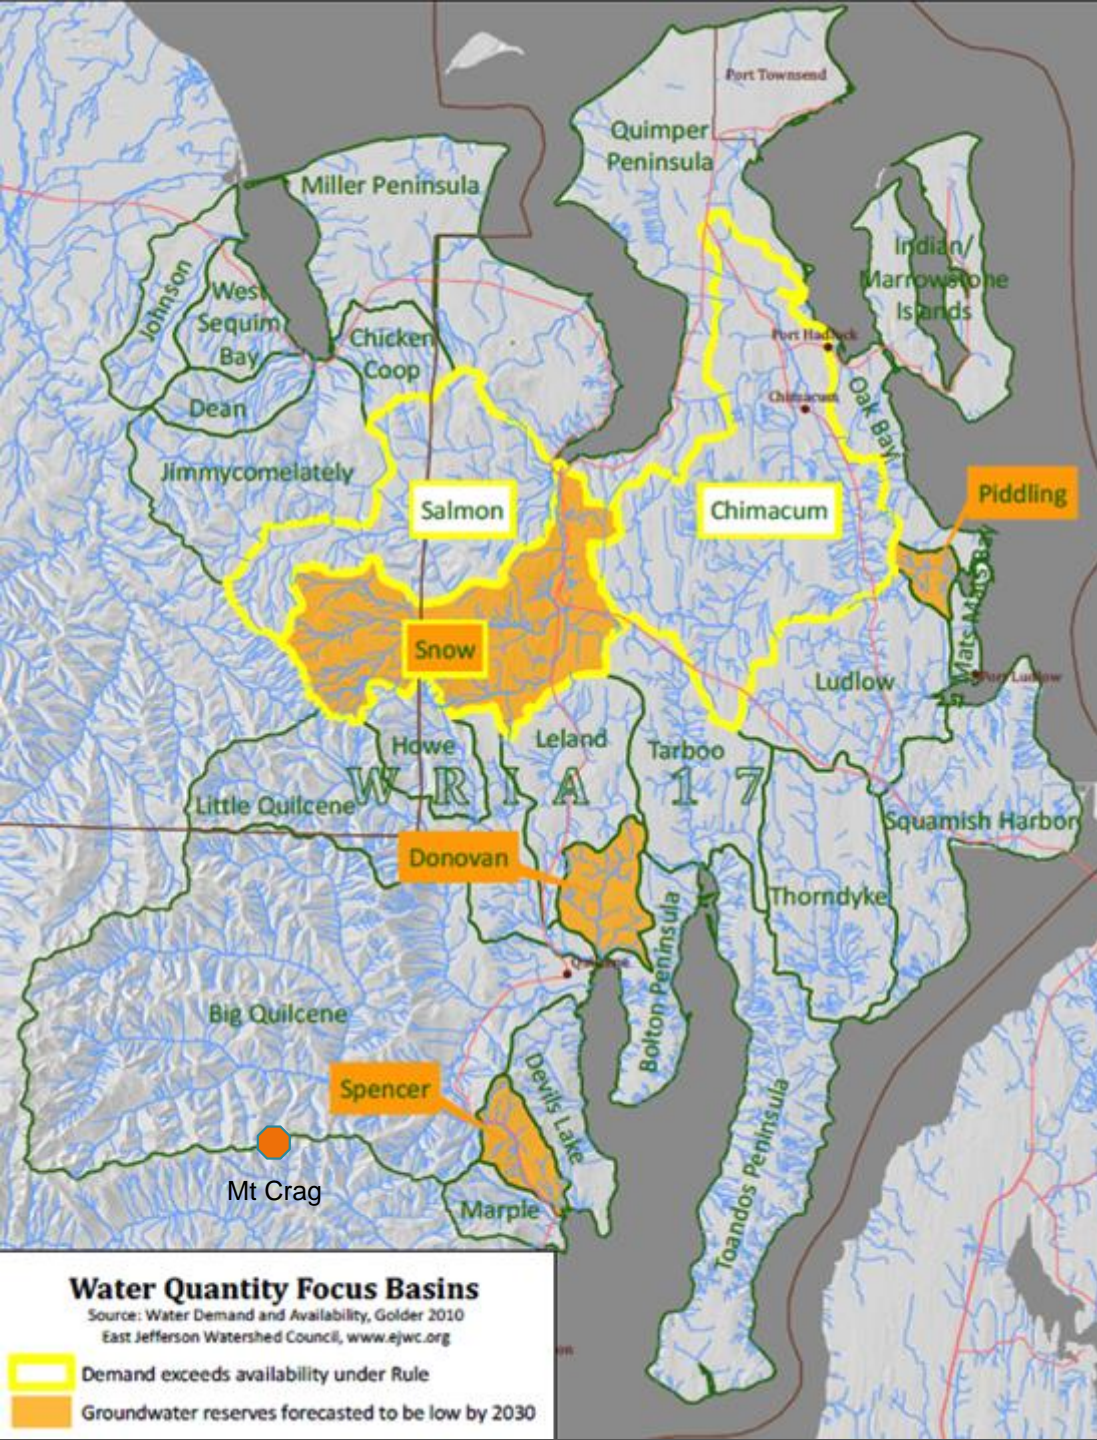 Port Townsend
Quimper
Peninsula
Miller Peninsula
Indian/
Marrowstone
Islands
Johnson
West
Sequim
Bay
Chicken
Coop
Port Hadlock
Chimacum
Oak Bay
Dean
Jimmycomelately
Salmon
Chimacum
Piddling
Mats Mats Bay
Snow
Ludlow
Port Ludlow
Howe
Leland
Tarboo
W R I A 1 7
Little Quilcene
Squamish Harbor
Donovan
Thorndyke
Quilcene
Bolton Peninsula
Big Quilcene
Devils Lake
Spencer
Toandos Peninsula
Mt Crag
Marple
Water Quantity Focus Basins
Source: Water Demand and Availability, Golder 2010
East Jefferson Watershed Council, www.ejwc.org
Demand exceeds availability under Rule
Groundwater reserves forecasted to be low by 2030
on